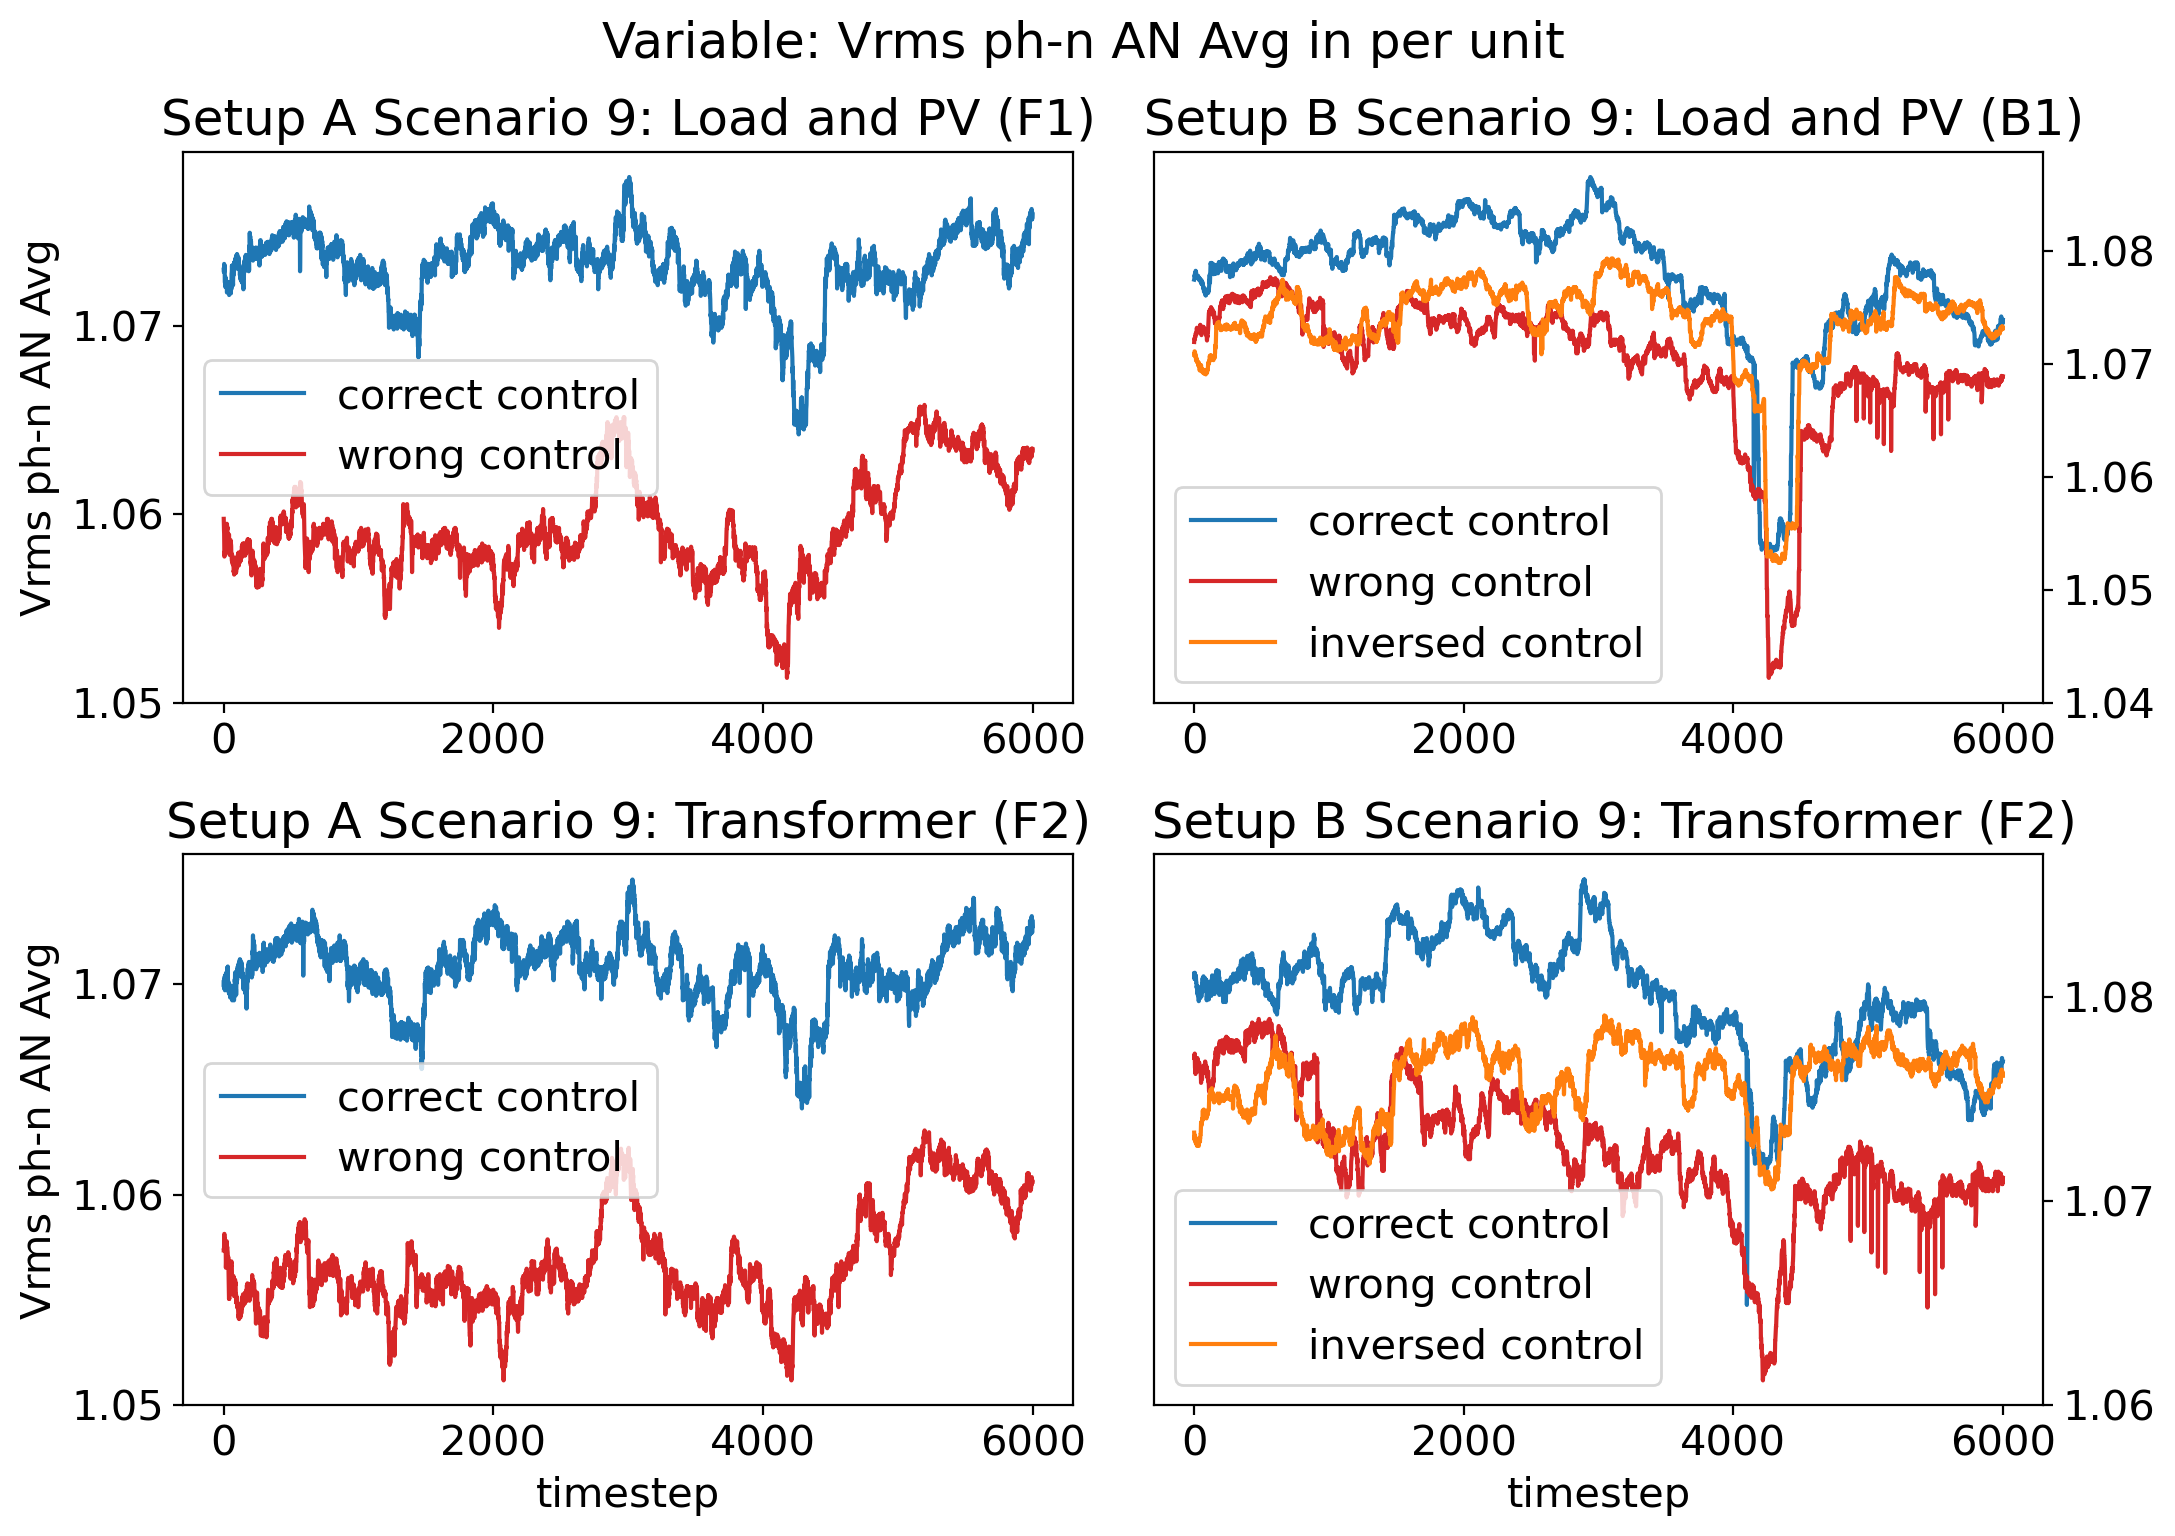 Variable: Vrms ph-n AN Avg in per unit
Setup A Scenario 9: Load and PV (F1)
Vrms ph-n AN Avg
1.07
1.06
1.05
correct control
wrong control
0 2000 4000 6000
Setup B Scenario 9: Load and PV (B1)
1.08
1.07
1.06
1.05
1.04
correct control
wrong control
inversed control
0 2000 4000 6000
Setup A Scenario 9: Transformer (F2)
Vrms ph-n AN Avg
1.07
1.06
1.05
correct control
wrong control
0 2000 4000 6000
timestep
Setup B Scenario 9: Transformer (F2)
1.08
1.07
1.06
correct control
wrong control
inversed control
0 2000 4000 6000
timestep